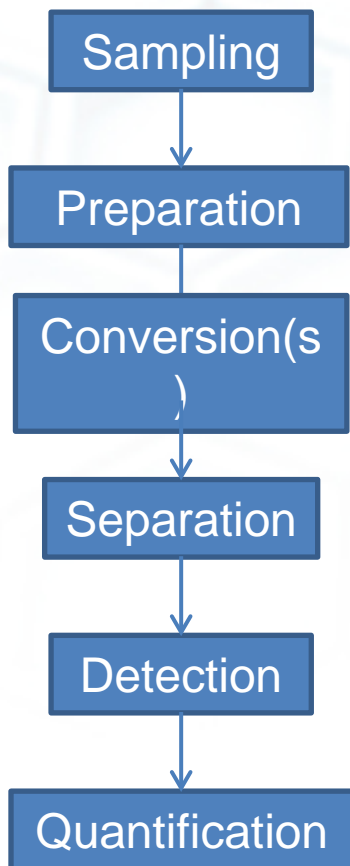 Sampling
Preparation
Conversion(s
)
Separation
Detection
Quantification